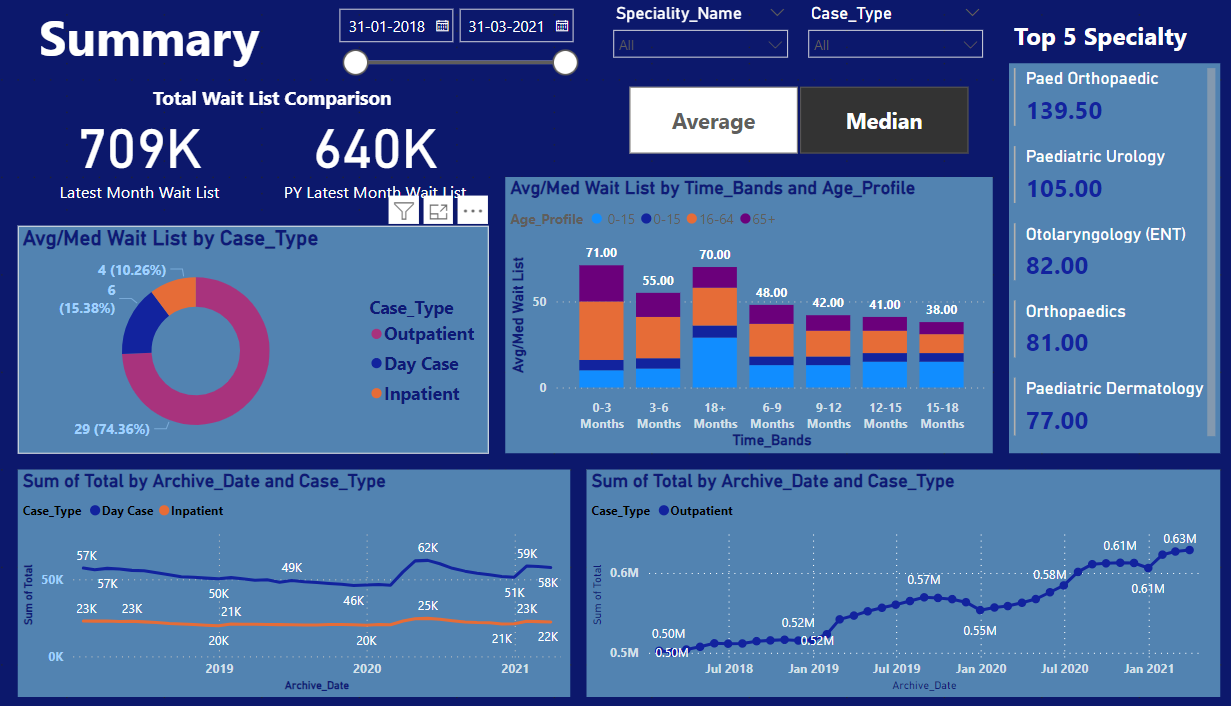 Summary
31-01-2018
31-03-2021
Speciality_Name
All
Case_Type
All
Top 5 Specialty
Total Wait List Comparison
709K
Latest Month Wait List
640K
PY Latest Month Wait List
Average
Median
Paed Orthopaedic
139.50
Paediatric Urology
105.00
Otolaryngology (ENT)
82.00
Orthopaedics
81.00
Paediatric Dermatology
77.00
Avg/Med Wait List by Case_Type
4 (10.26%)
6
(15.38%)
29 (74.36%)
Case_Type
Outpatient
Day Case
Inpatient
Avg/Med Wait List by Time_Bands and Age_Profile
Age_Profile 0-15 0-15 16-64 65+
Avg/Med Wait List
50
0
71.00
55.00
70.00
48.00
42.00
41.00
38.00
0-3
Months
3-6
Months
18+
Months
6-9
Months
9-12
Months
12-15
Months
15-18
Months
Time_Bands
Sum of Total by Archive_Date and Case_Type
Case_Type Day Case Inpatient
Sum of Total
50K
0K
57K
57K
50K
49K
46K
62K
51K
59K
58K
23K
23K
20K
21K
20K
25K
21K
23K
22K
2019
2020
2021
Archive_Date
Sum of Total by Archive_Date and Case_Type
Case_Type Outpatient
Sum of Total
0.6M
0.5M
0.50M
0.50M
0.52M
0.52M
0.57M
0.55M
0.58M
0.61M
0.61M
0.63M
Jul 2018
Jan 2019
Jul 2019
Jan 2020
Jul 2020
Jan 2021
Archive_Date